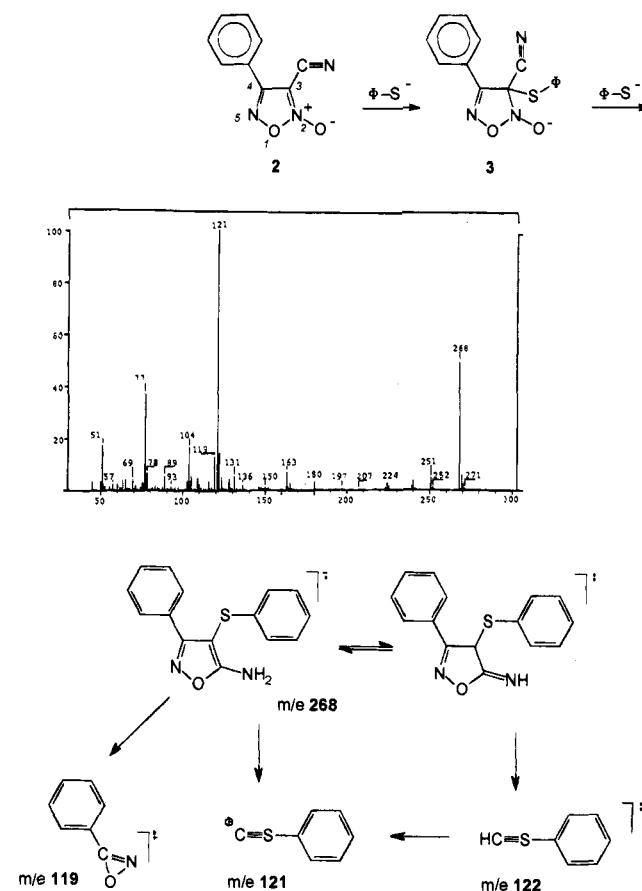 N
C
4
3
N
5
O
1
N
+
2
O
-
2
Φ-S
-
N
C
S
Φ
N
O
N
O
-
3
Φ-S
-
121
100
80
60
40
20
268
77
51
57
69
78
89
93
104
113
131
136
150
163
180
197
207
224
251
252
271
50
100
150
200
250
300
S
N
O
NH2
m/e 268
S
N
O
NH
C
N
O
m/e 119
⊕
C≡S
m/e 121
HC≡S
m/e 122